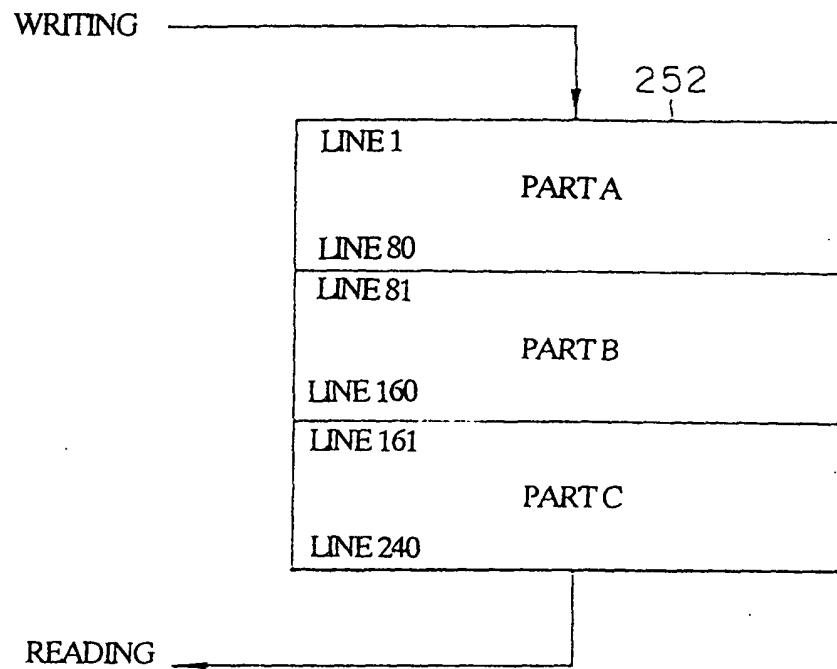 WRITING
252
LINE 1
PART A
LINE 80
LINE 81
PART B
LINE 160
LINE 161
PART C
LINE 240
READING